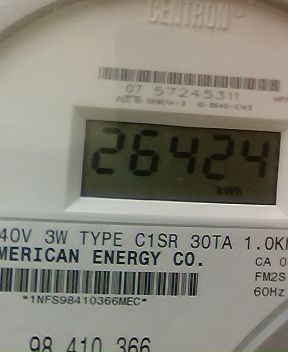 CENTRON®
07 57245311
26424
kWh
40V 3W TYPE C1SR 30TA 1.0K
MERICAN ENERGY CO.
CA 0
FM2S
60Hz
*1NFS98410366MEC*
98 410 366